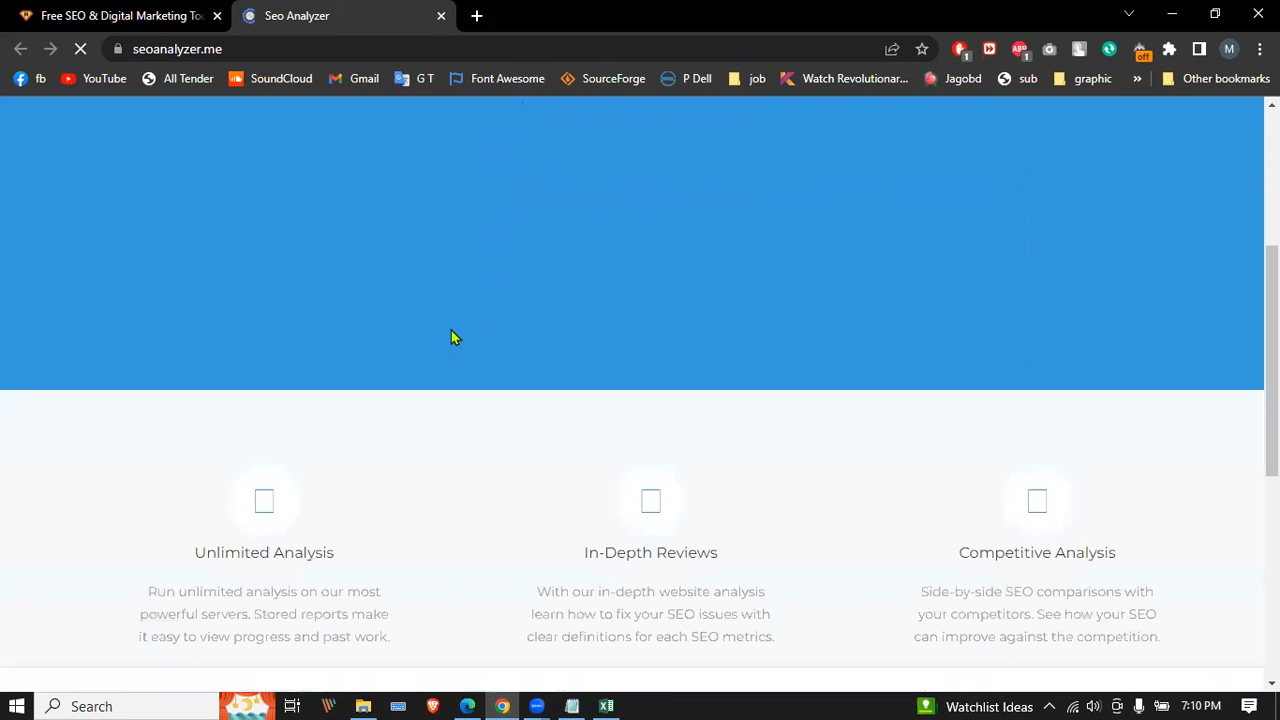 Free SEO & Digital Marketing Too
Seo Analyzer
seoanalyzer.me
1
1
off
M
fb
YouTube
All Tender
SoundCloud
Gmail
G T
Font Awesome
SourceForge
P Dell
job
Watch Revolutionar...
Jagobd
sub
graphic
»
Other bookmarks
Unlimited Analysis
In-Depth Reviews
Competitive Analysis
Run unlimited analysis on our most
powerful servers. Stored reports make
it easy to view progress and past work.
With our in-depth website analysis
learn how to fix your SEO issues with
clear definitions for each SEO metrics.
Side-by-side SEO comparisons with
your competitors. See how your SEO
can improve against the competition.
Search
Watchlist Ideas
7:10 PM